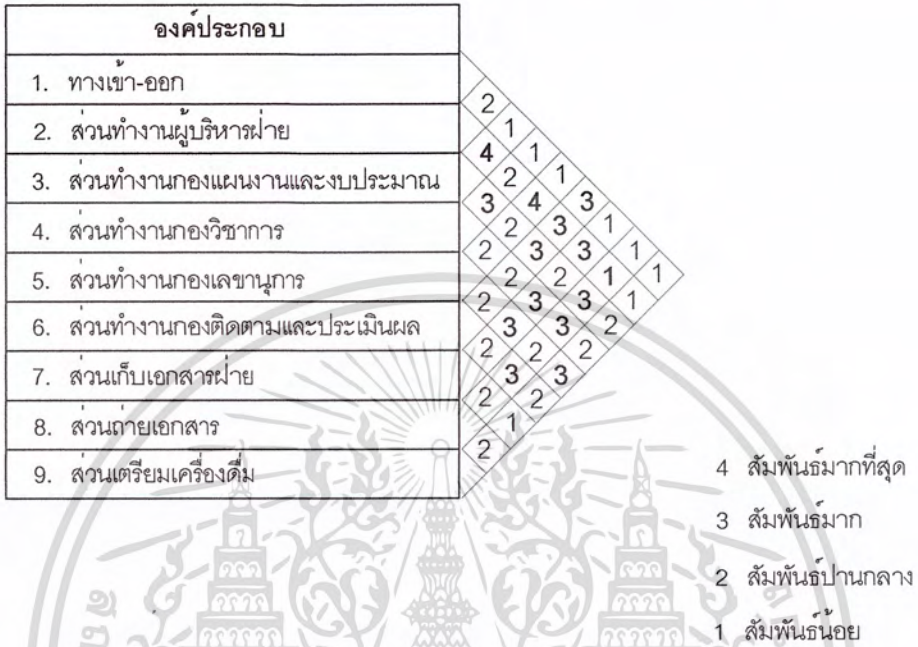 องค์ประกอบ
1. ทางเข้า-ออก
2. ส่วนทำงานผู้บริหารฝ่าย
3. ส่วนทำงานกองแผนงานและงบประมาณ
4. ส่วนทำงานกองวิชาการ
5. ส่วนทำงานกองเลขานุการ
6. ส่วนทำงานกองติดตามและประเมินผล
7. ส่วนเก็บเอกสารฝ่าย
8. ส่วนถ่ายเอกสาร
9. ส่วนเตรียมเครื่องดื่ม
2
1
4 1
2 1
3 4 3
2 3 1
2 3 3 1
2 2 1 1
2 3 3 1
3 3 2
2 2 2
3 3
2 2
1
2
4 สัมพันธ์มากที่สุด
3 สัมพันธ์มาก
2 สัมพันธ์ปานกลาง
1 สัมพันธ์น้อย